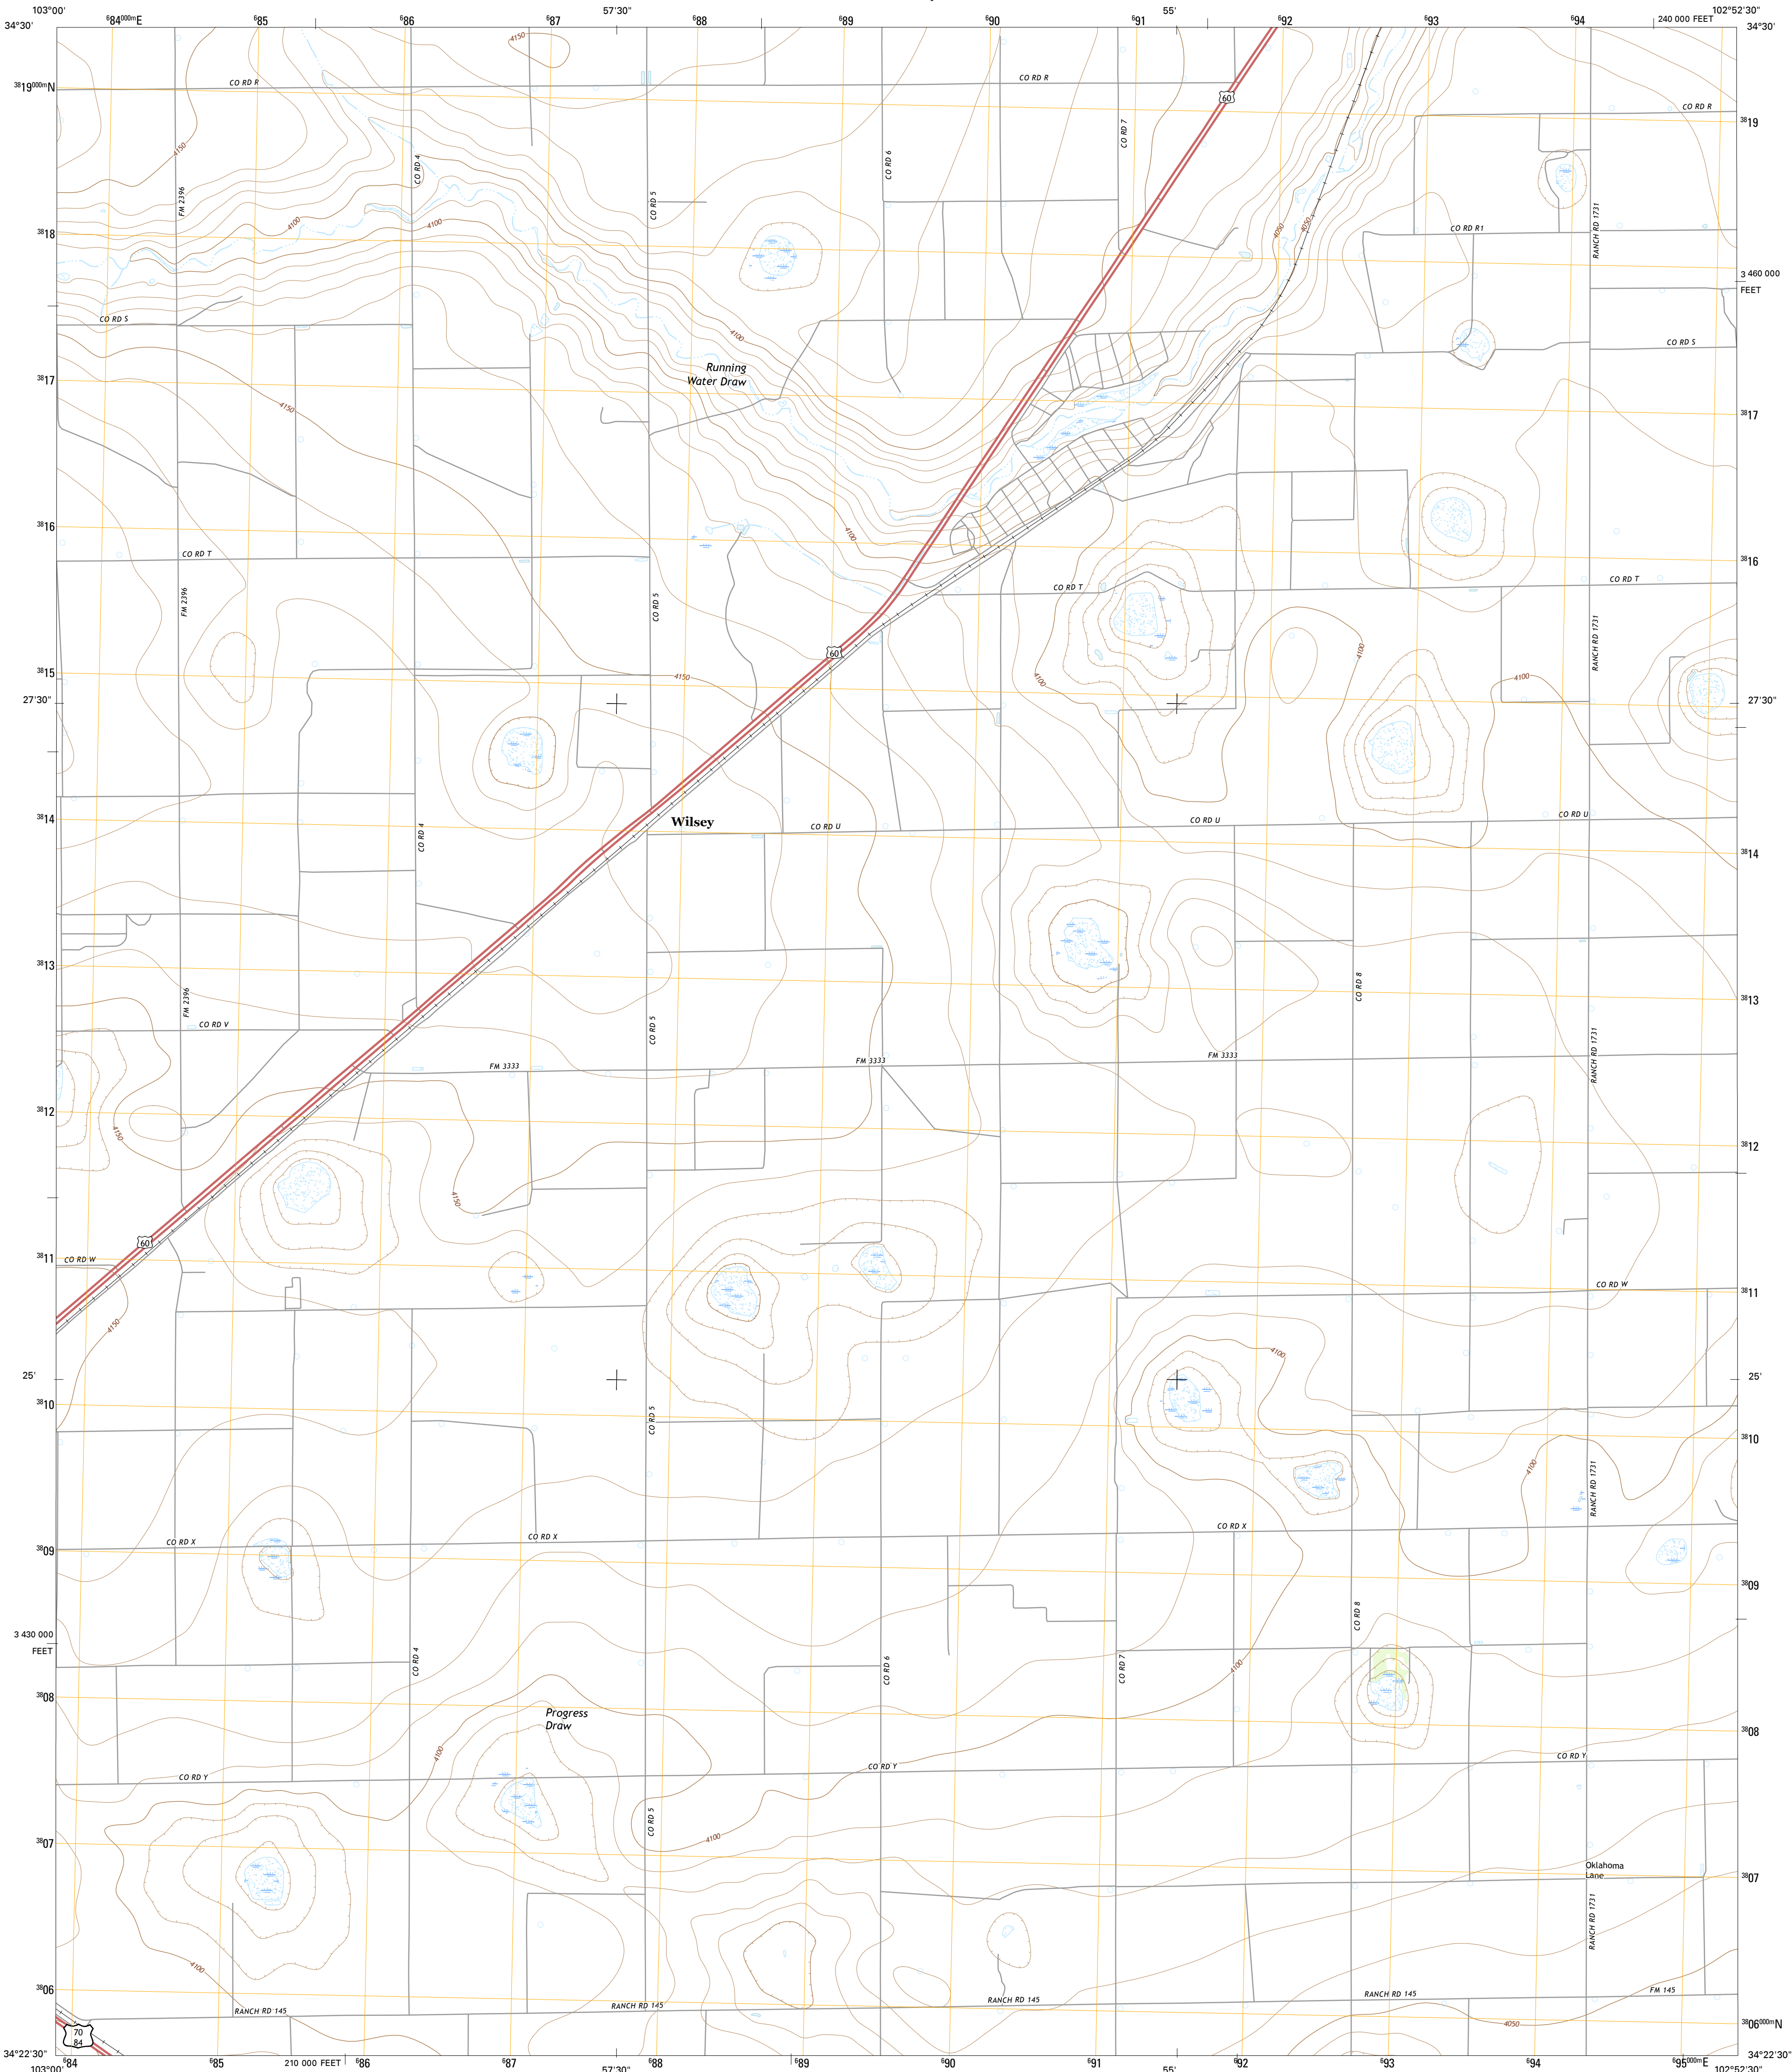 103°00'
⁶84⁰⁰⁰ᵐE
⁶85
⁶86
⁶87
57'30"
⁶88
⁶89
⁶90
⁶91
55'
⁶92
⁶93
⁶94
240 000 FEET
102°52'30"
34°30'
34°30'
4150
³⁸19⁰⁰⁰ᵐN
CO RD R
CO RD R
60
CO RD R
³⁸19
4150
FM 2396
CO RD 4
CO RD 5
CO RD 6
CO RD 7
RANCH RD 1731
³⁸18
4100
4100
4050
4050
CO RD R1
3 460 000
FEET
CO RD S
4100
CO RD S
Running
Water Draw
³⁸17
4150
³⁸17
³⁸16
CO RD T
4100
³⁸16
CO RD T
CO RD T
FM 2396
CO RD 5
60
RANCH RD 1731
³⁸15
4150
4100
4100
4100
27'30"
27'30"
³⁸14
CO RD 4
Wilsey
CO RD U
CO RD U
CO RD U
³⁸14
³⁸13
FM 2396
CO RD 8
³⁸13
CO RD V
CO RD 5
FM 3333
FM 3333
FM 3333
RANCH RD 1731
³⁸12
4150
³⁸12
4150
60
³⁸11
CO RD W
CO RD W
³⁸11
4150
4100
25'
25'
³⁸10
CO RD 5
³⁸10
4100
RANCH RD 1731
CO RD X
CO RD X
CO RD X
³⁸09
³⁸09
3 430 000
FEET
CO RD 4
CO RD 6
CO RD 7
CO RD 8
4100
³⁸08
Progress
Draw
³⁸08
4100
CO RD Y
CO RD Y
CO RD Y
CO RD 5
³⁸07
4100
Oklahoma
Lane
³⁸07
RANCH RD 1731
4100
³⁸06
RANCH RD 145
RANCH RD 145
RANCH RD 145
RANCH RD 145
FM 145
4050
³⁸06⁰⁰⁰ᵐN
70
84
34°22'30"
34°22'30"
103°00'
⁶84
⁶85
210 000 FEET
⁶86
⁶87
57'30"
⁶88
⁶89
⁶90
⁶91
55'
⁶92
⁶93
⁶94
⁶95⁰⁰⁰ᵐE
102°52'30"